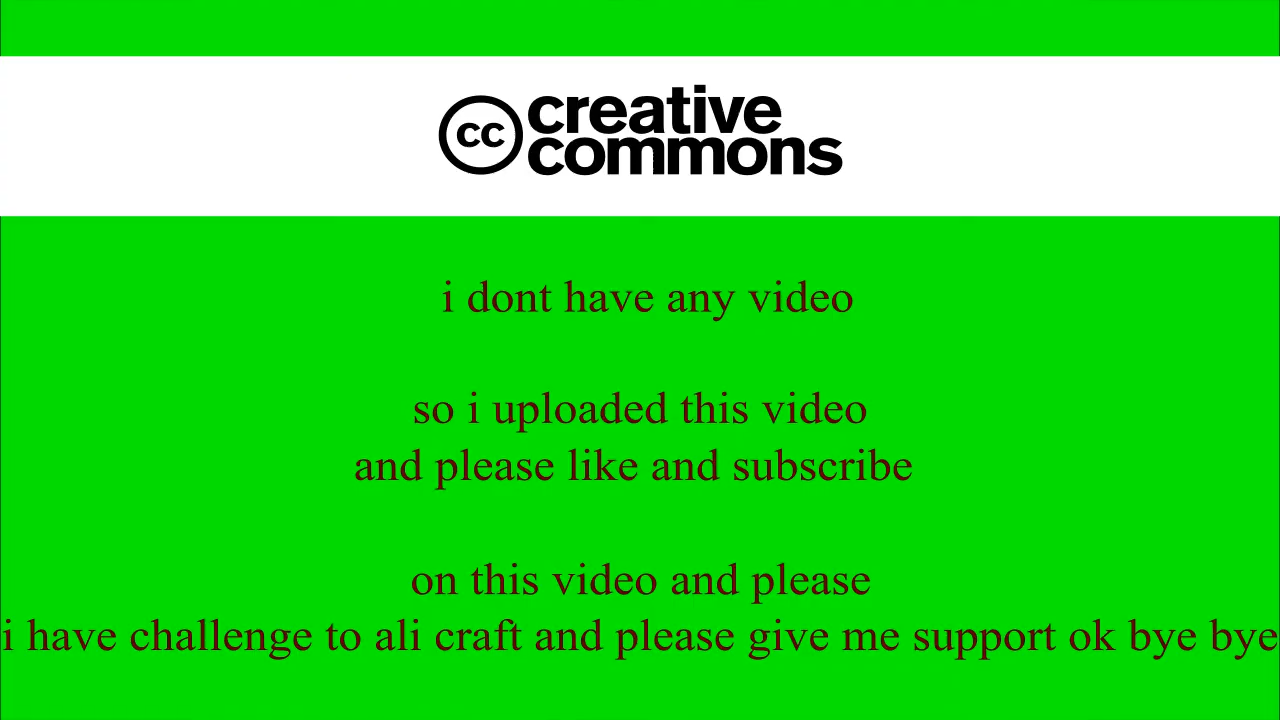 cc creative
commons
i dont have any video
so i uploaded this video
and please like and subscribe
on this video and please
i have challenge to ali craft and please give me support ok bye bye